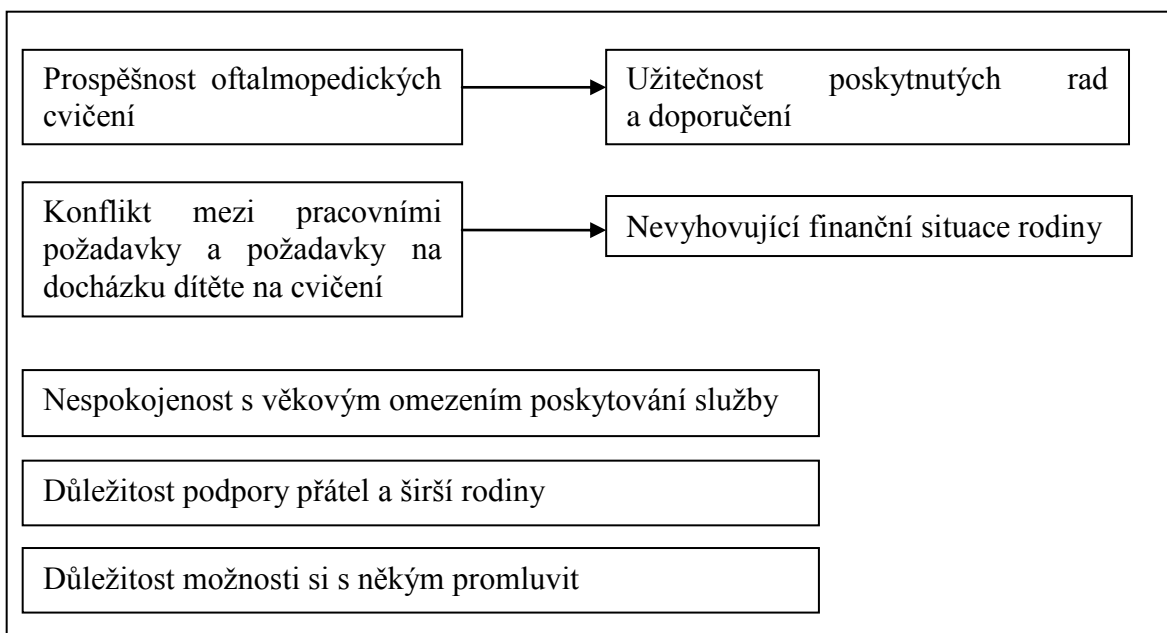 Prospěšnost oftalmopedických
cvičení
Užitečnost poskytnutých rad
a doporučení
Konflikt mezi pracovními
požadavky a požadavky na
docházku dítěte na cvičení
Nevyhovující finanční situace rodiny
Nespokojenost s věkovým omezením poskytování služby
Důležitost podpory přátel a širší rodiny
Důležitost možnosti si s někým promluvit